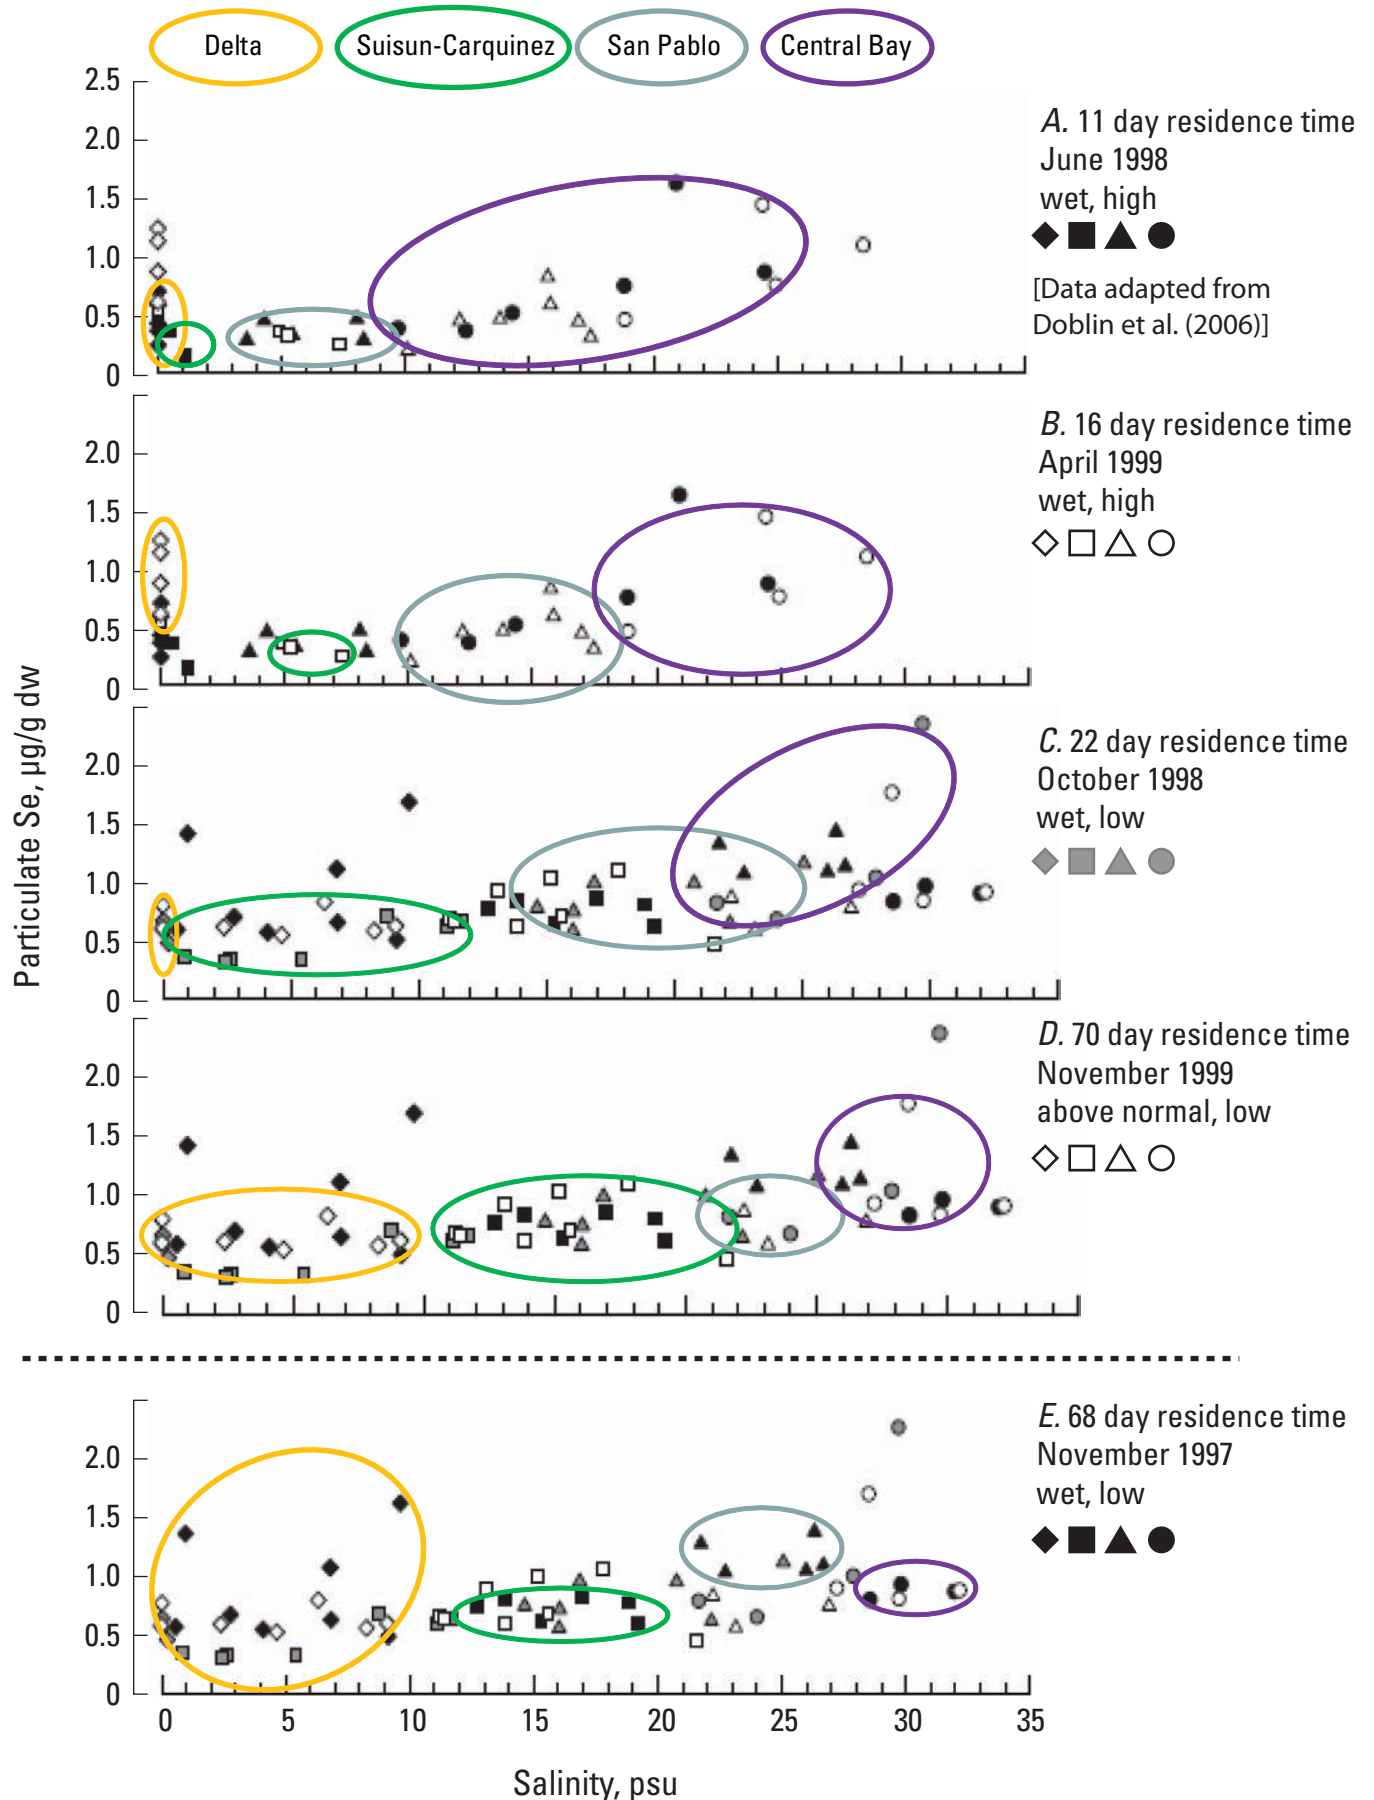 Delta Suisun-Carquinez San Pablo Central Bay
Particulate Se, µg/g dw
2.5
2.0
1.5
1.0
0.5
0
A. 11 day residence time
June 1998
wet, high
[Data adapted from
Doblin et al. (2006)]
2.0
1.5
1.0
0.5
0
B. 16 day residence time
April 1999
wet, high
2.0
1.5
1.0
0.5
0
C. 22 day residence time
October 1998
wet, low
2.0
1.5
1.0
0.5
0
D. 70 day residence time
November 1999
above normal, low
2.0
1.5
1.0
0.5
0
E. 68 day residence time
November 1997
wet, low
0 5 10 15 20 25 30 35
Salinity, psu